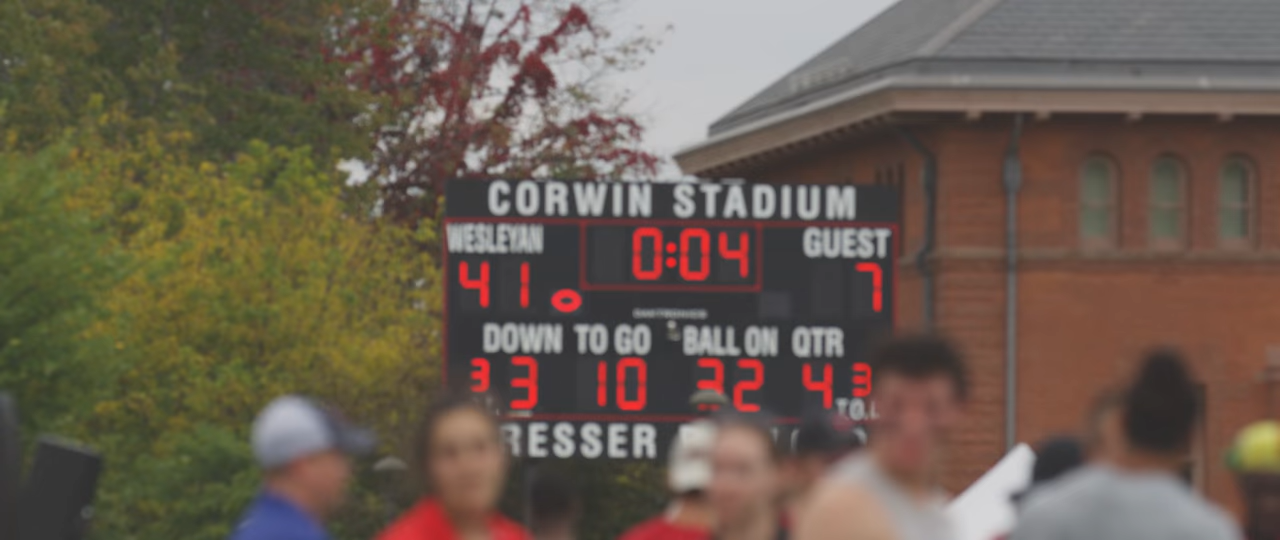 CORWIN STADIUM
WESLEYAN 0:04 GUEST
41 7
DOWN TO GO BALL ON QTR
3 3 10 32 4 3
RESSER